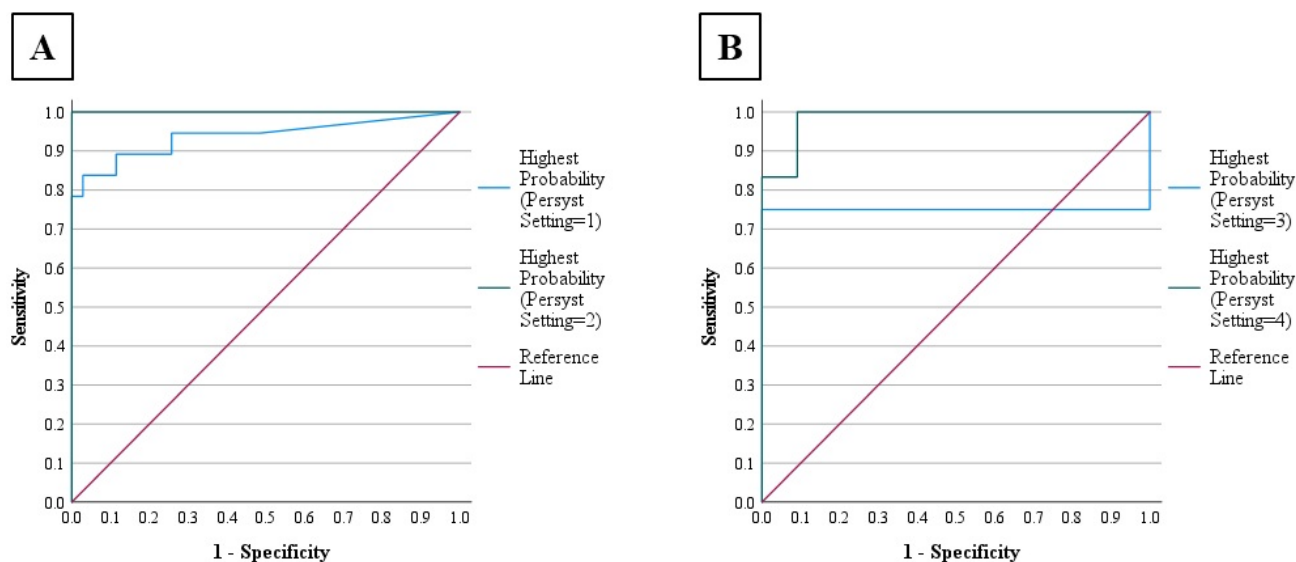 A
1.0
0.9
0.8
0.7
0.6
0.5
0.4
0.3
0.2
0.1
0.0
Sensitivity
0.0 0.1 0.2 0.3 0.4 0.5 0.6 0.7 0.8 0.9 1.0
1 - Specificity
Highest
Probability
(Persyst
Setting=1)
Highest
Probability
(Persyst
Setting=2)
Reference
Line
B
1.0
0.9
0.8
0.7
0.6
0.5
0.4
0.3
0.2
0.1
0.0
Sensitivity
0.0 0.1 0.2 0.3 0.4 0.5 0.6 0.7 0.8 0.9 1.0
1 - Specificity
Highest
Probability
(Persyst
Setting=3)
Highest
Probability
(Persyst
Setting=4)
Reference
Line